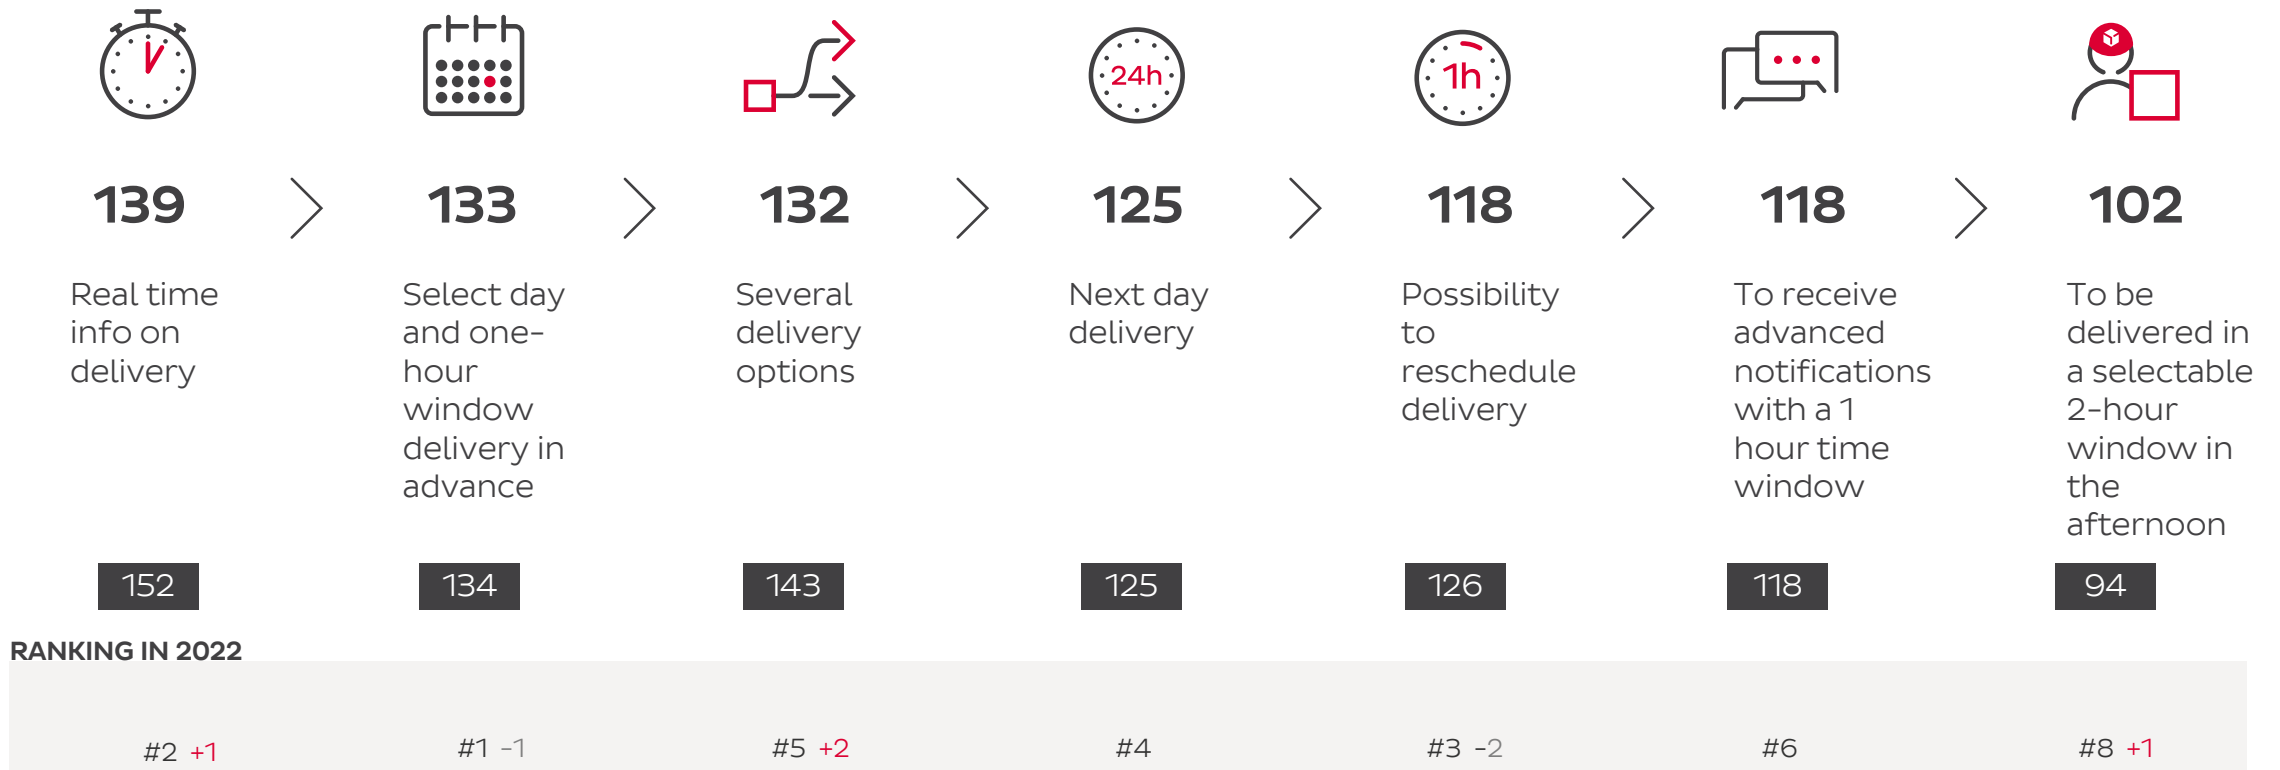 24h
1h
139
133
132
125
118
118
102
Real time
info on
delivery
Select day
and one-
hour
window
delivery in
advance
Several
delivery
options
Next day
delivery
Possibility
to
reschedule
delivery
To receive
advanced
notifications
with a 1
hour time
window
To be
delivered in
a selectable
2-hour
window in
the
afternoon
152
134
143
125
126
118
94
RANKING IN 2022
#2 +1
#1 -1
#5 +2
#4
#3 -2
#6
#8 +1